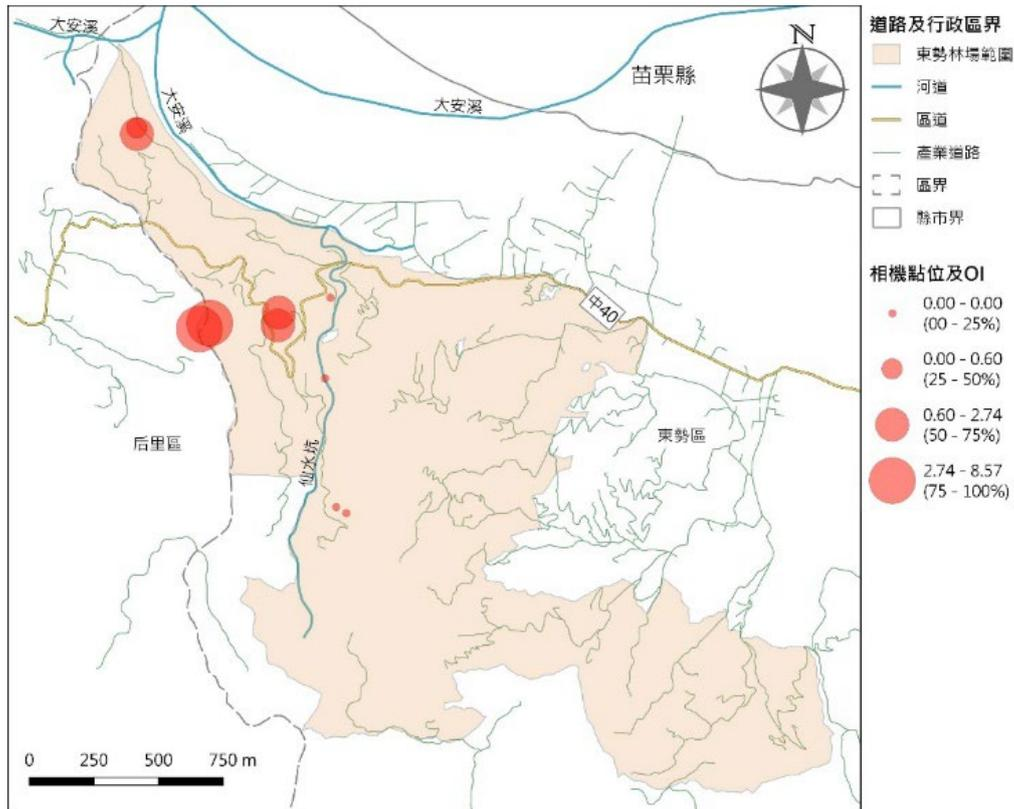 大安溪
大安溪
大安溪
苗栗縣
N
中40
后里區
東勢區
仙水坑
0 250 500 750 m
道路及行政區界
東勢林場範圍
河道
區道
產業道路
區界
縣市界
相機點位及OI
0.00 - 0.00
(00 - 25%)
0.00 - 0.60
(25 - 50%)
0.60 - 2.74
(50 - 75%)
2.74 - 8.57
(75 - 100%)